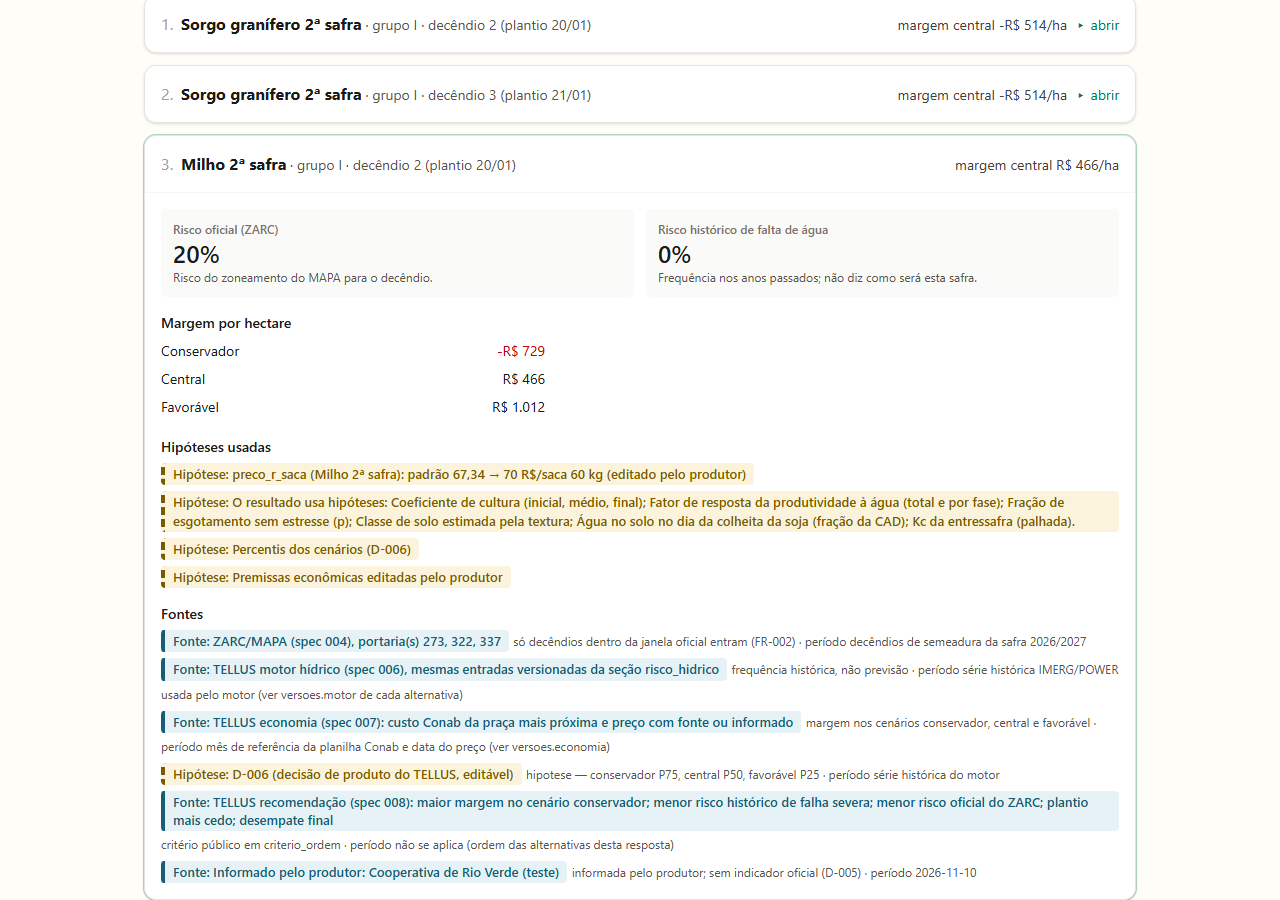 1. Sorgo granífero 2ª safra · grupo I · decêndio 2 (plantio 20/01) margem central -R$ 514/ha ▸ abrir
2. Sorgo granífero 2ª safra · grupo I · decêndio 3 (plantio 21/01) margem central -R$ 514/ha ▸ abrir
3. Milho 2ª safra · grupo I · decêndio 2 (plantio 20/01) margem central R$ 466/ha
Risco oficial (ZARC)
20%
Risco do zoneamento do MAPA para o decêndio.
Risco histórico de falta de água
0%
Frequência nos anos passados; não diz como será esta safra.
Margem por hectare
Conservador -R$ 729
Central R$ 466
Favorável R$ 1.012
Hipóteses usadas
Hipótese: preco_r_saca (Milho 2ª safra): padrão 67,34 → 70 R$/saca 60 kg (editado pelo produtor)
Hipótese: O resultado usa hipóteses: Coeficiente de cultura (inicial, médio, final); Fator de resposta da produtividade à água (total e por fase); Fração de
esgotamento sem estresse (p); Classe de solo estimada pela textura; Água no solo no dia da colheita da soja (fração da CAD); Kc da entressafra (palhada).
Hipótese: Percentis dos cenários (D-006)
Hipótese: Premissas econômicas editadas pelo produtor
Fontes
Fonte: ZARC/MAPA (spec 004), portaria(s) 273, 322, 337 só decêndios dentro da janela oficial entram (FR-002) · período decêndios de semeadura da safra 2026/2027
Fonte: TELLUS motor hídrico (spec 006), mesmas entradas versionadas da seção risco_hidrico frequência histórica, não previsão · período série histórica IMERG/POWER
usada pelo motor (ver versoes.motor de cada alternativa)
Fonte: TELLUS economia (spec 007): custo Conab da praça mais próxima e preço com fonte ou informado margem nos cenários conservador, central e favorável ·
período mês de referência da planilha Conab e data do preço (ver versoes.economia)
Hipótese: D-006 (decisão de produto do TELLUS, editável) hipotese — conservador P75, central P50, favorável P25 · período série histórica do motor
Fonte: TELLUS recomendação (spec 008): maior margem no cenário conservador; menor risco histórico de falha severa; menor risco oficial do ZARC; plantio
mais cedo; desempate final
critério público em criterio_ordem · período não se aplica (ordem das alternativas desta resposta)
Fonte: Informado pelo produtor: Cooperativa de Rio Verde (teste) informada pelo produtor; sem indicador oficial (D-005) · período 2026-11-10